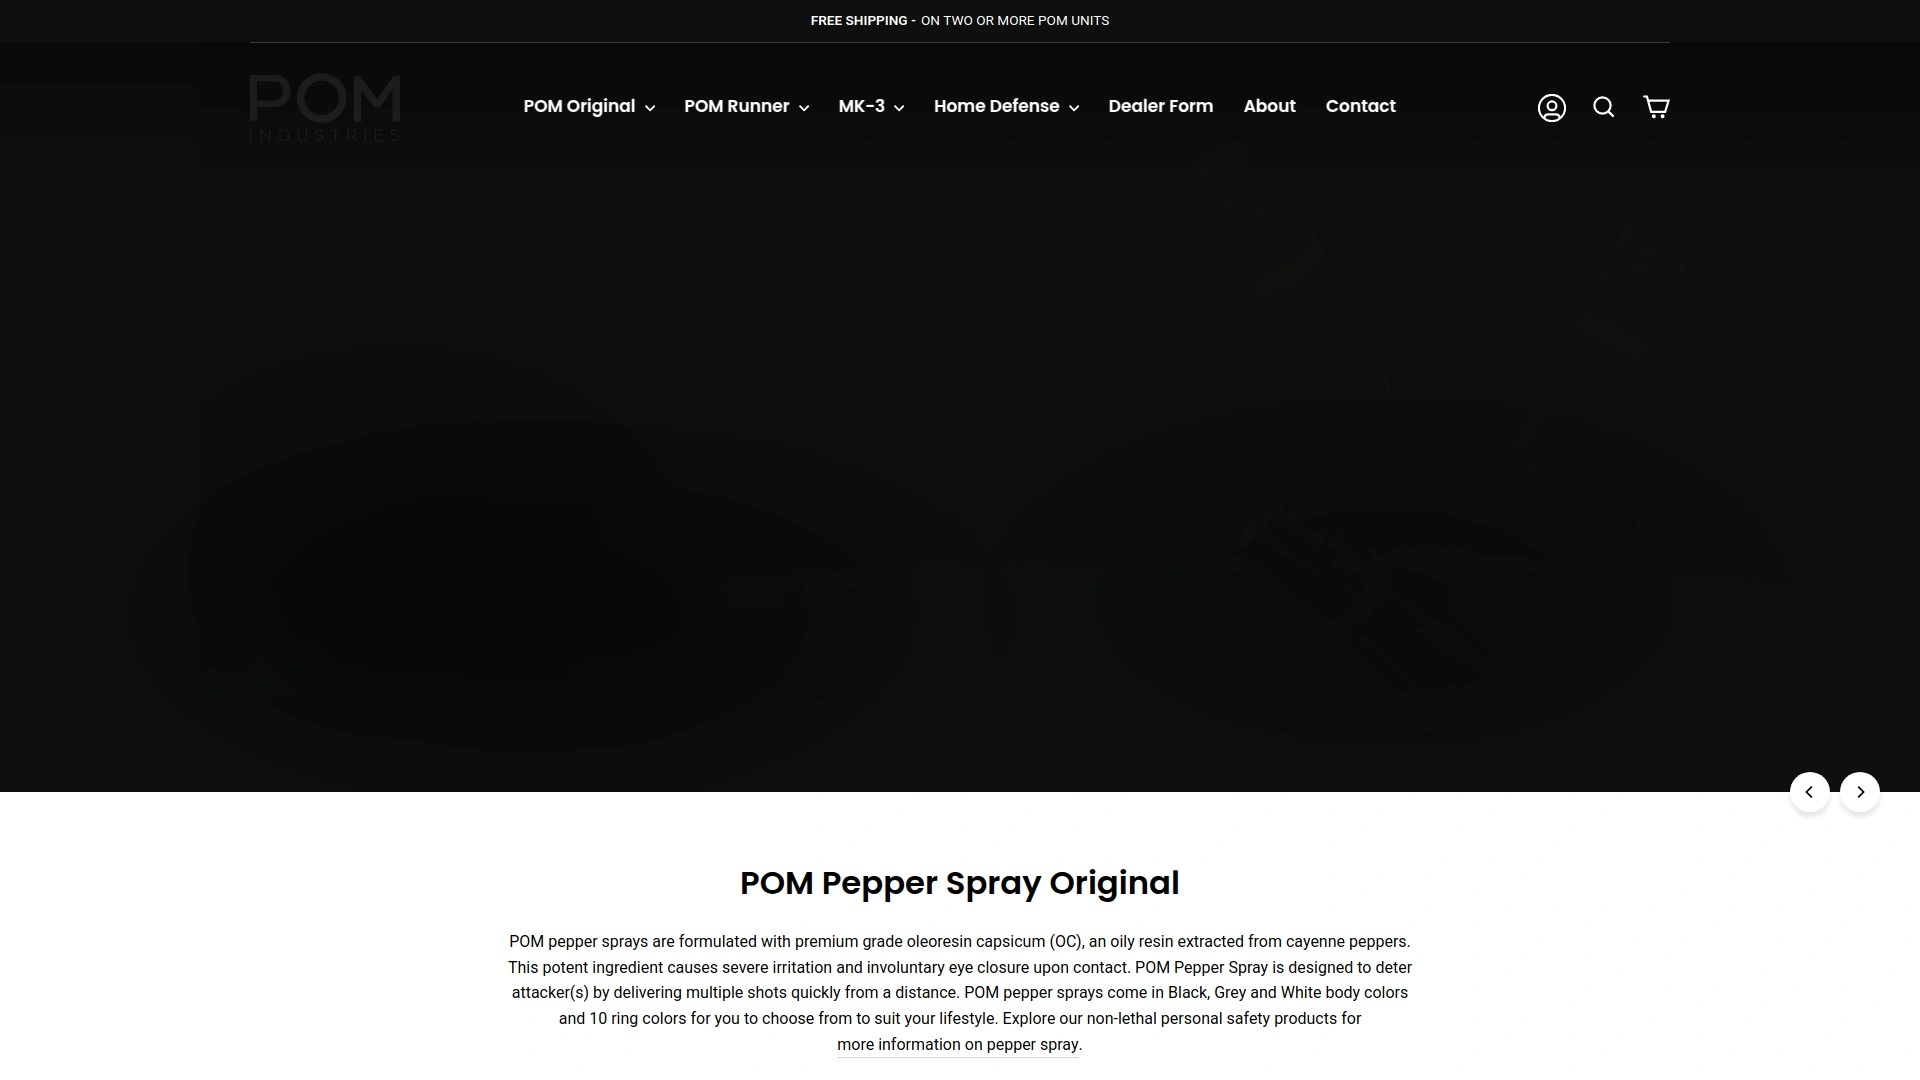 FREE SHIPPING - ON TWO OR MORE POM UNITS
POM
INDUSTRIES
POM Original
POM Runner
MK-3
Home Defense
Dealer Form
About
Contact
POM Pepper Spray Original
POM pepper sprays are formulated with premium grade oleoresin capsicum (OC), an oily resin extracted from cayenne peppers.
This potent ingredient causes severe irritation and involuntary eye closure upon contact. POM Pepper Spray is designed to deter
attacker(s) by delivering multiple shots quickly from a distance. POM pepper sprays come in Black, Grey and White body colors
and 10 ring colors for you to choose from to suit your lifestyle. Explore our non-lethal personal safety products for
more information on pepper spray.